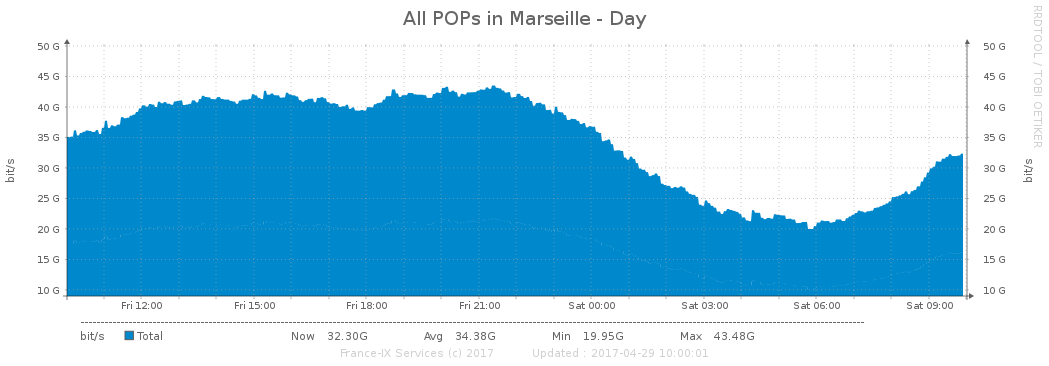 All POPs in Marseille - Day
RRDTOOL / TOBI OETIKER
50 G 50 G
45 G 45 G
40 G 40 G
35 G 35 G
30 G 30 G
25 G 25 G
20 G 20 G
15 G 15 G
10 G 10 G
bit/s
bit/s
Fri 12:00 Fri 15:00 Fri 18:00 Fri 21:00 Sat 00:00 Sat 03:00 Sat 06:00 Sat 09:00
bit/s Total Now 32.30G Avg 34.38G Min 19.95G Max 43.48G
France-IX Services (c) 2017 Updated : 2017-04-29 10:00:01